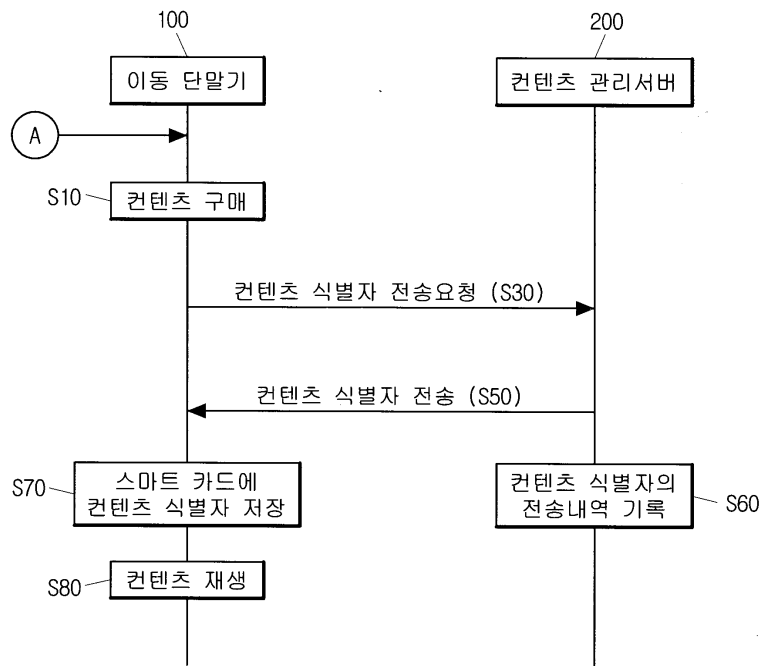 100
200
이동 단말기
컨텐츠 관리서버
A
S10
컨텐츠 구매
컨텐츠 식별자 전송요청 (S30)
컨텐츠 식별자 전송 (S50)
S70
스마트 카드에
컨텐츠 식별자 저장
컨텐츠 식별자의
전송내역 기록
S60
S80
컨텐츠 재생